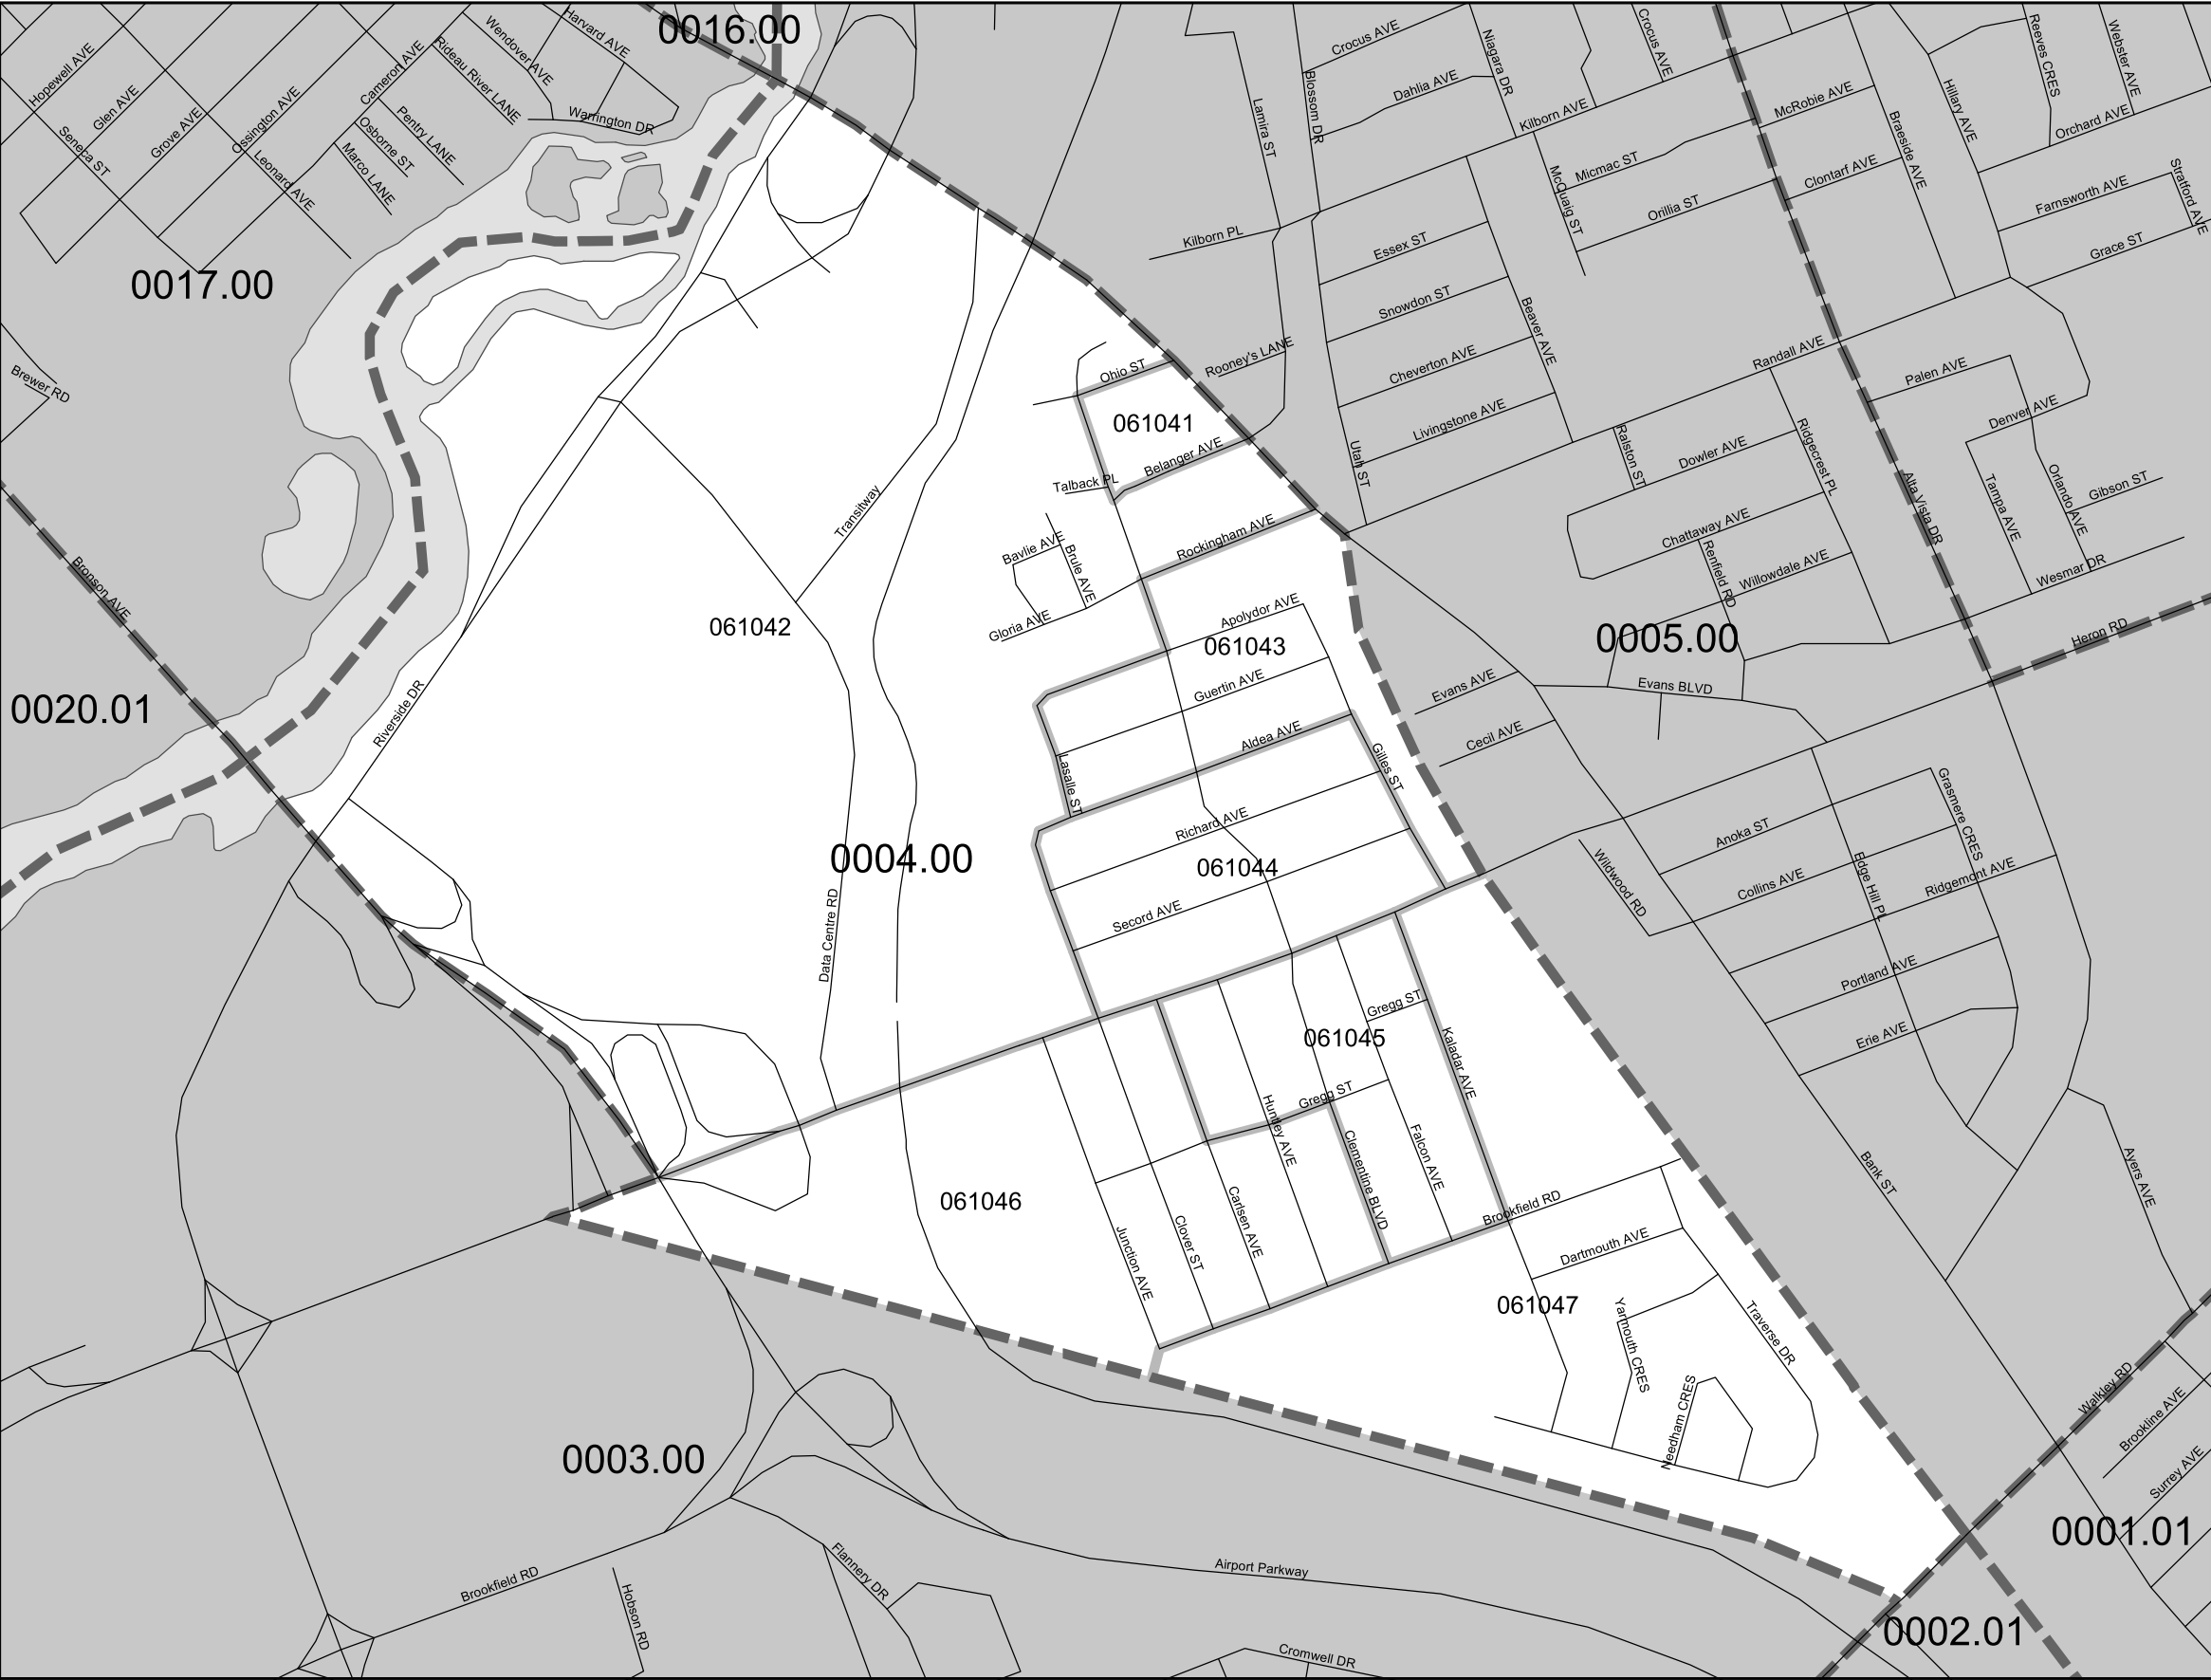 0016.00
Hopewell AVE
Glen AVE
Seneca ST
Grove AVE
Ossington AVE
Leonard AVE
Cameron AVE
Rideau River LANE
Wendover AVE
Harvard AVE
Warrington DR
Pentry LANE
Osborne ST
Marco LANE
0017.00
Brewer RD
Bronson AVE
0020.01
Riverside DR
Lamira ST
Blossom DR
Crocus AVE
Dahlia AVE
Niagara DR
Crocus AVE
Kilborn AVE
McRobie AVE
Micmac ST
McQuaig ST
Orillia ST
Clontarf AVE
Braeside AVE
Hillary AVE
Reeves CRES
Webster AVE
Orchard AVE
Farnsworth AVE
Stratford AVE
Grace ST
Kilborn PL
Essex ST
Snowdon ST
Beaver AVE
Cheverton AVE
Livingstone AVE
Utah ST
Rooney's LANE
Ohio ST
061041
Belanger AVE
Talback PL
Transitway
Rockingham AVE
Bavlie AVE
Brule AVE
Gloria AVE
061042
Randall AVE
Palen AVE
Denver AVE
Ralston ST
Dowler AVE
Ridgecrest PL
Chattaway AVE
Renfield RD
Willowdale AVE
Alta Vista DR
Tampa AVE
Orlando AVE
Gibson ST
Wesmar DR
Heron RD
0005.00
Apolydor AVE
061043
Guertin AVE
Aldea AVE
Lasalle ST
Gilles ST
Evans AVE
Cecil AVE
Evans BLVD
Richard AVE
0004.00
061044
Secord AVE
Data Centre RD
Wildwood RD
Anoka ST
Collins AVE
Edge Hill PL
Grasmere CRES
Ridgemont AVE
Portland AVE
Erie AVE
Gregg ST
061045
Kaladar AVE
Gregg ST
Huntley AVE
Falcon AVE
Clementine BLVD
061046
Junction AVE
Clover ST
Carlsen AVE
Brookfield RD
Dartmouth AVE
061047
Yarmouth CRES
Traverse DR
Needham CRES
Bank ST
Ayers AVE
Walkley RD
Brookline AVE
Surrey AVE
0003.00
Brookfield RD
Hobson RD
Flannery DR
Airport Parkway
Cromwell DR
0001.01
0002.01